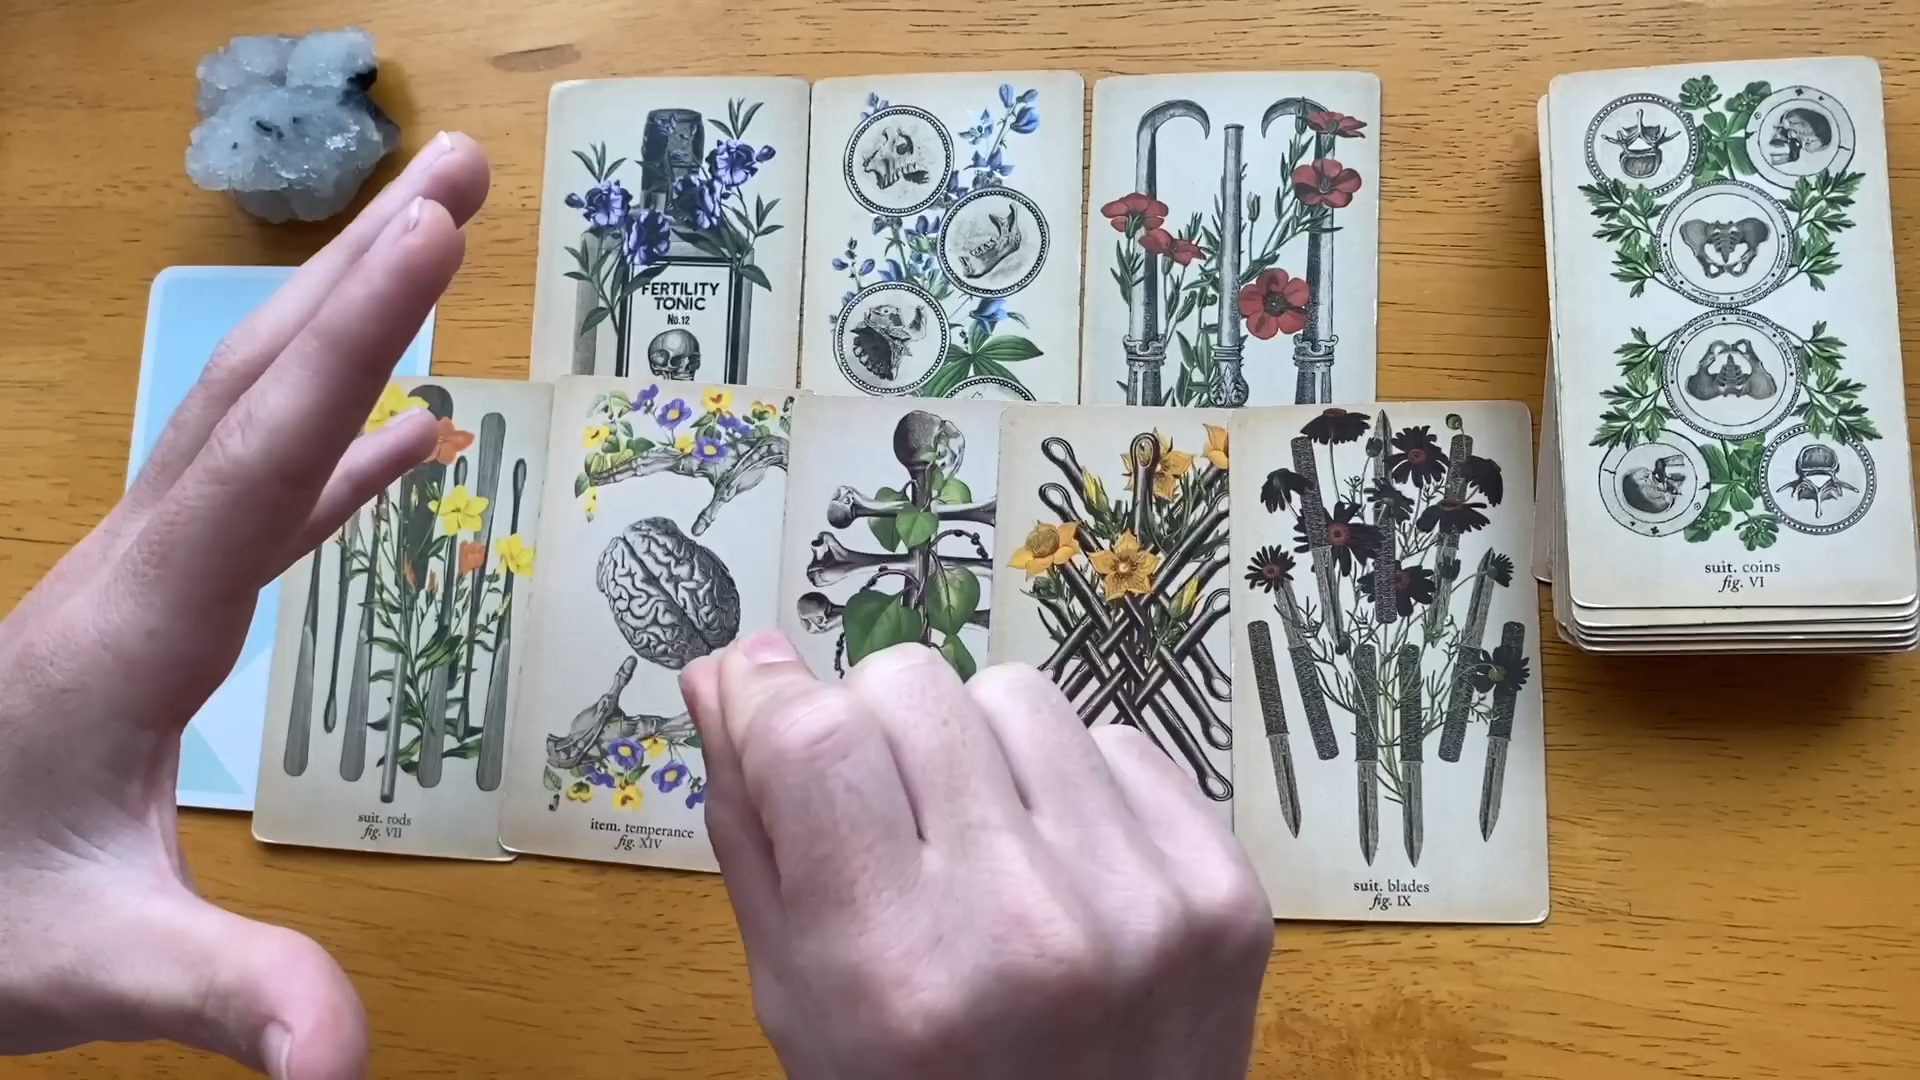 FERTILITY
TONIC
No.12
suit. coins
fig. VI
suit. rods
fig. VII
item. temperance
fig. XIV
suit. blades
fig. IX